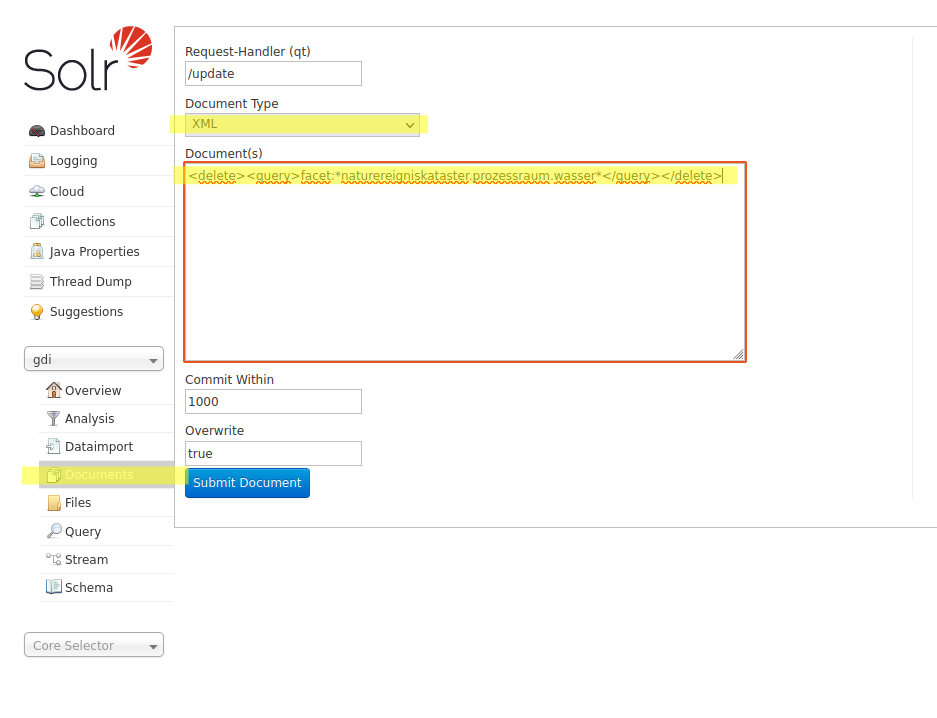 Solr
Dashboard
Logging
Cloud
Collections
Java Properties
Thread Dump
Suggestions
gdi
Overview
Analysis
Dataimport
Documents
Files
Query
Stream
Schema
Core Selector
Request-Handler (qt)
/update
Document Type
XML
Document(s)
<delete><query>facet:*naturereigniskataster.prozessraum.wasser*</query></delete>
Commit Within
1000
Overwrite
true
Submit Document